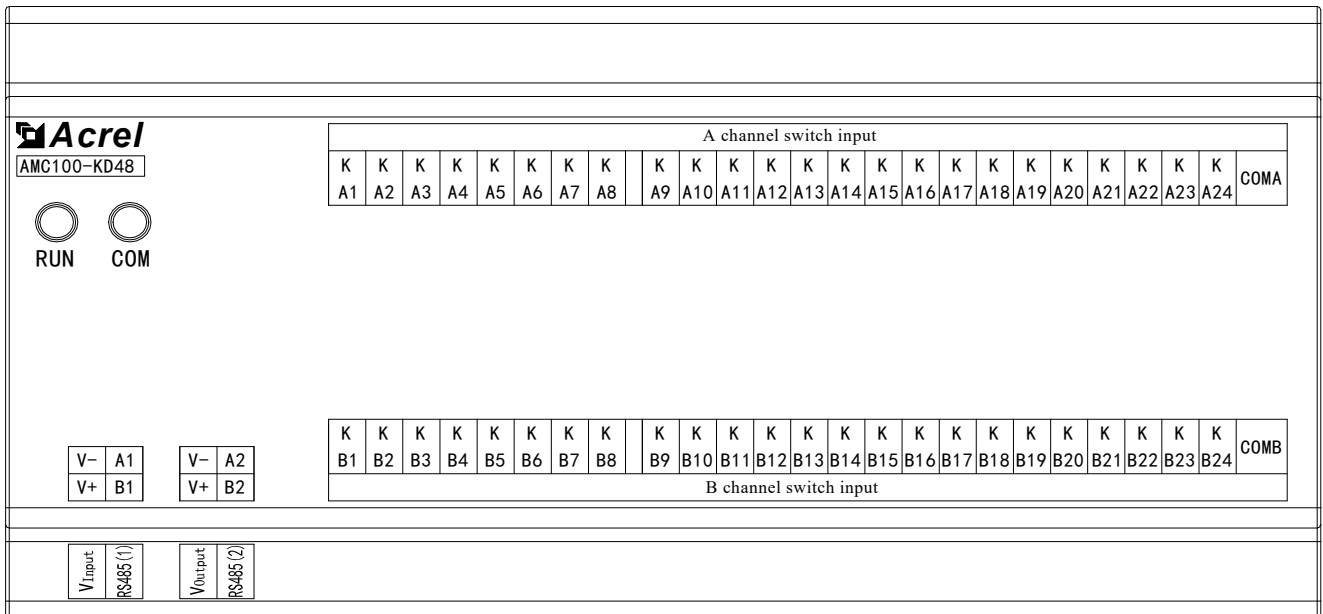 Acrel
AMC100-KD48
RUN COM
A channel switch input
K K K K K K K K K K K K K K K K K K K K K K K K COMA
A1 A2 A3 A4 A5 A6 A7 A8 A9 A10 A11 A12 A13 A14 A15 A16 A17 A18 A19 A20 A21 A22 A23 A24
K K K K K K K K K K K K K K K K K K K K K K K K COMB
B1 B2 B3 B4 B5 B6 B7 B8 B9 B10 B11 B12 B13 B14 B15 B16 B17 B18 B19 B20 B21 B22 B23 B24
B channel switch input
V- A1 V- A2
V+ B1 V+ B2
VInput RS485(1) VOutput RS485(2)